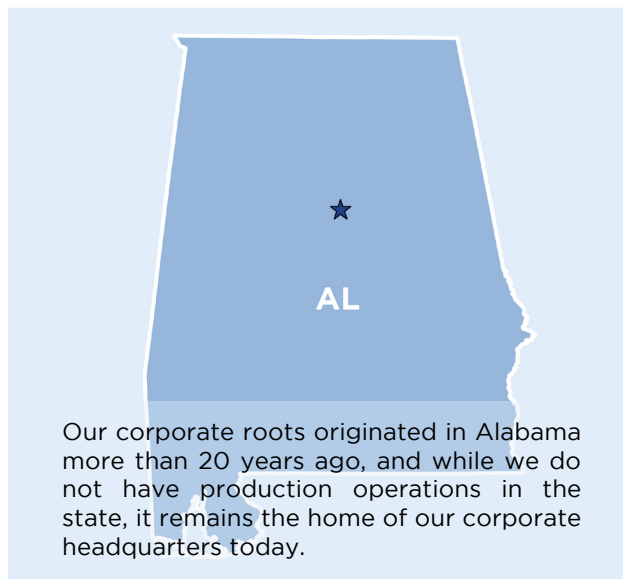 AL
Our corporate roots originated in Alabama
more than 20 years ago, and while we do
not have production operations in the
state, it remains the home of our corporate
headquarters today.